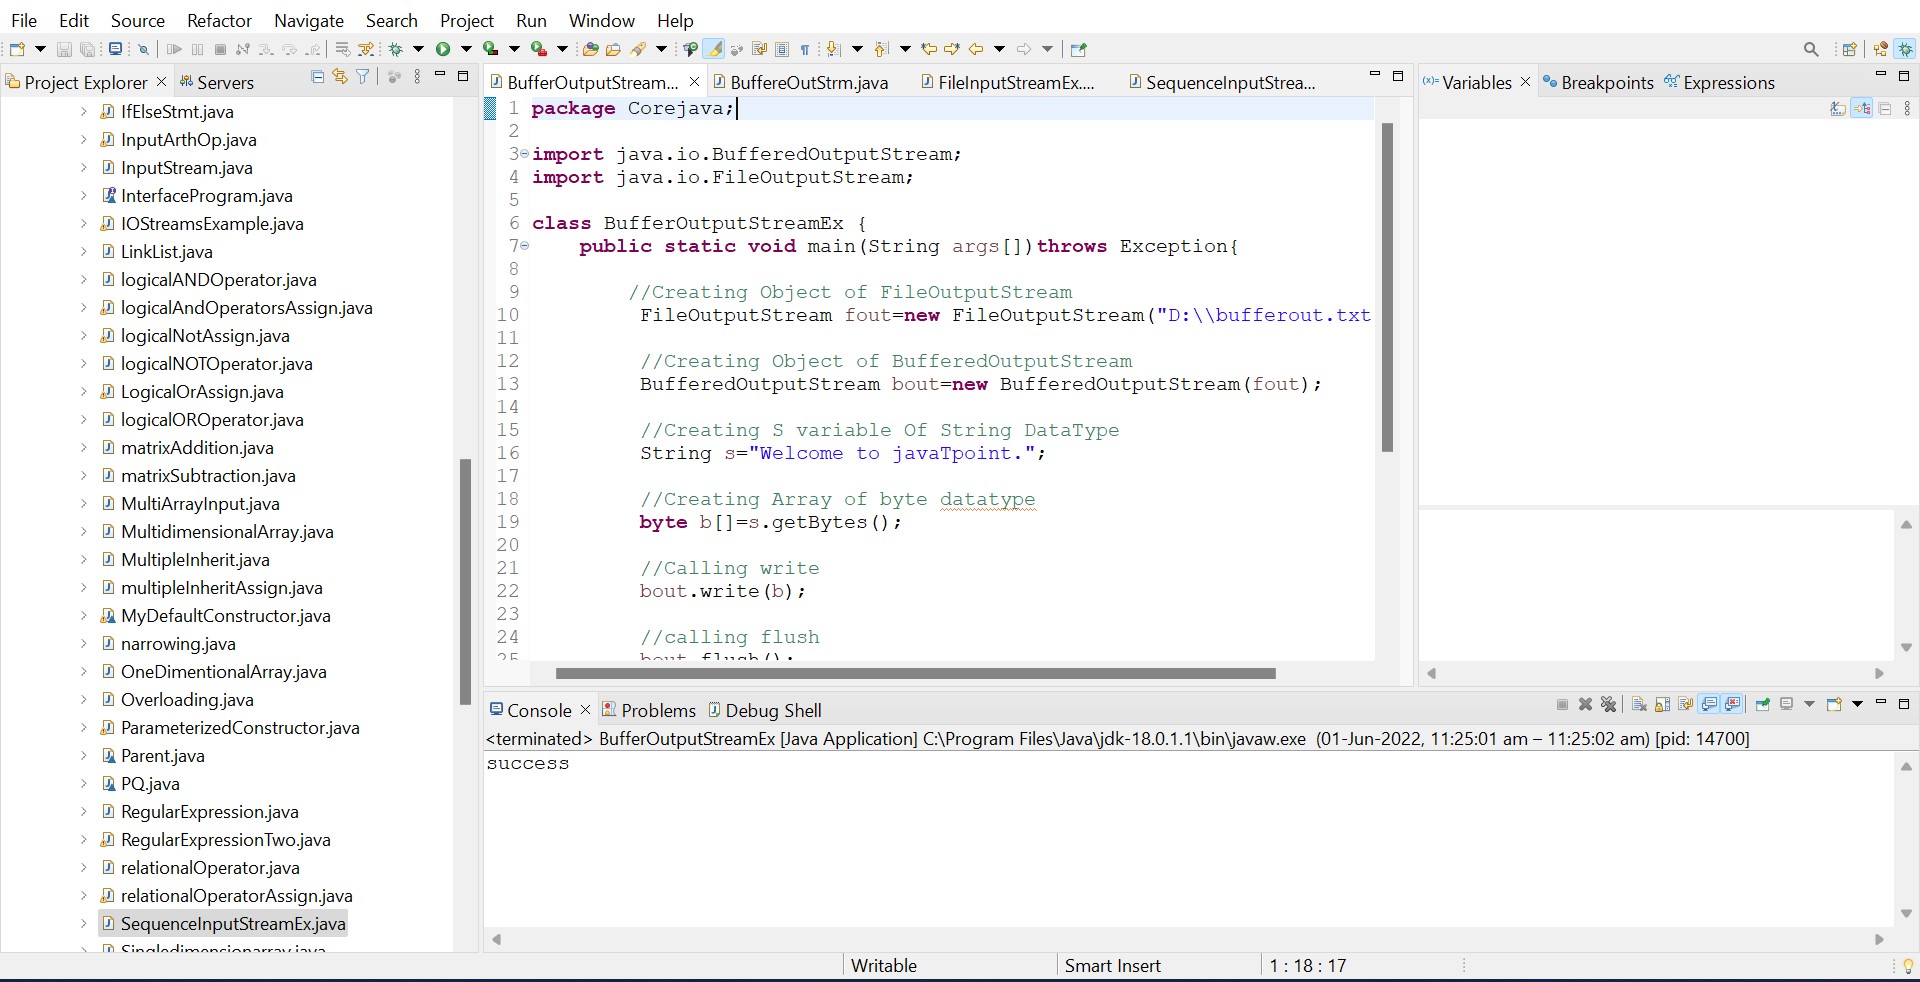 File Edit Source Refactor Navigate Search Project Run Window Help
Project Explorer Servers
IfElseStmt.java
InputArthOp.java
InputStream.java
InterfaceProgram.java
IOStreamsExample.java
LinkList.java
logicalANDOperator.java
logicalAndOperatorsAssign.java
logicalNotAssign.java
logicalNOTOperator.java
LogicalOrAssign.java
logicalOROperator.java
matrixAddition.java
matrixSubtraction.java
MultiArrayInput.java
MultidimensionalArray.java
MultipleInherit.java
multipleInheritAssign.java
MyDefaultConstructor.java
narrowing.java
OneDimentionalArray.java
Overloading.java
ParameterizedConstructor.java
Parent.java
PQ.java
RegularExpression.java
RegularExpressionTwo.java
relationalOperator.java
relationalOperatorAssign.java
SequenceInputStreamEx.java
Singledimensionarray.java
BufferOutputStream... BuffereOutStrm.java FileInputStreamEx.... SequenceInputStrea...
1 package Corejava;
2
3 import java.io.BufferedOutputStream;
4 import java.io.FileOutputStream;
5
6 class BufferOutputStreamEx {
7 public static void main(String args[])throws Exception{
8
9 //Creating Object of FileOutputStream
10 FileOutputStream fout=new FileOutputStream("D:\\bufferout.txt
11
12 //Creating Object of BufferedOutputStream
13 BufferedOutputStream bout=new BufferedOutputStream(fout);
14
15 //Creating S variable Of String DataType
16 String s="Welcome to javaTpoint.";
17
18 //Creating Array of byte datatype
19 byte b[]=s.getBytes();
20
21 //Calling write
22 bout.write(b);
23
24 //calling flush
25 bout.flush();
(x)= Variables Breakpoints Expressions
Console Problems Debug Shell
<terminated> BufferOutputStreamEx [Java Application] C:\Program Files\Java\jdk-18.0.1.1\bin\javaw.exe (01-Jun-2022, 11:25:01 am – 11:25:02 am) [pid: 14700]
success
Writable Smart Insert 1 : 18 : 17